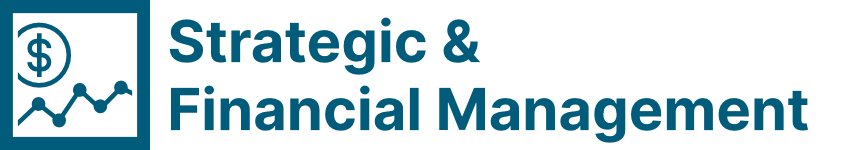 $
Strategic &
Financial Management